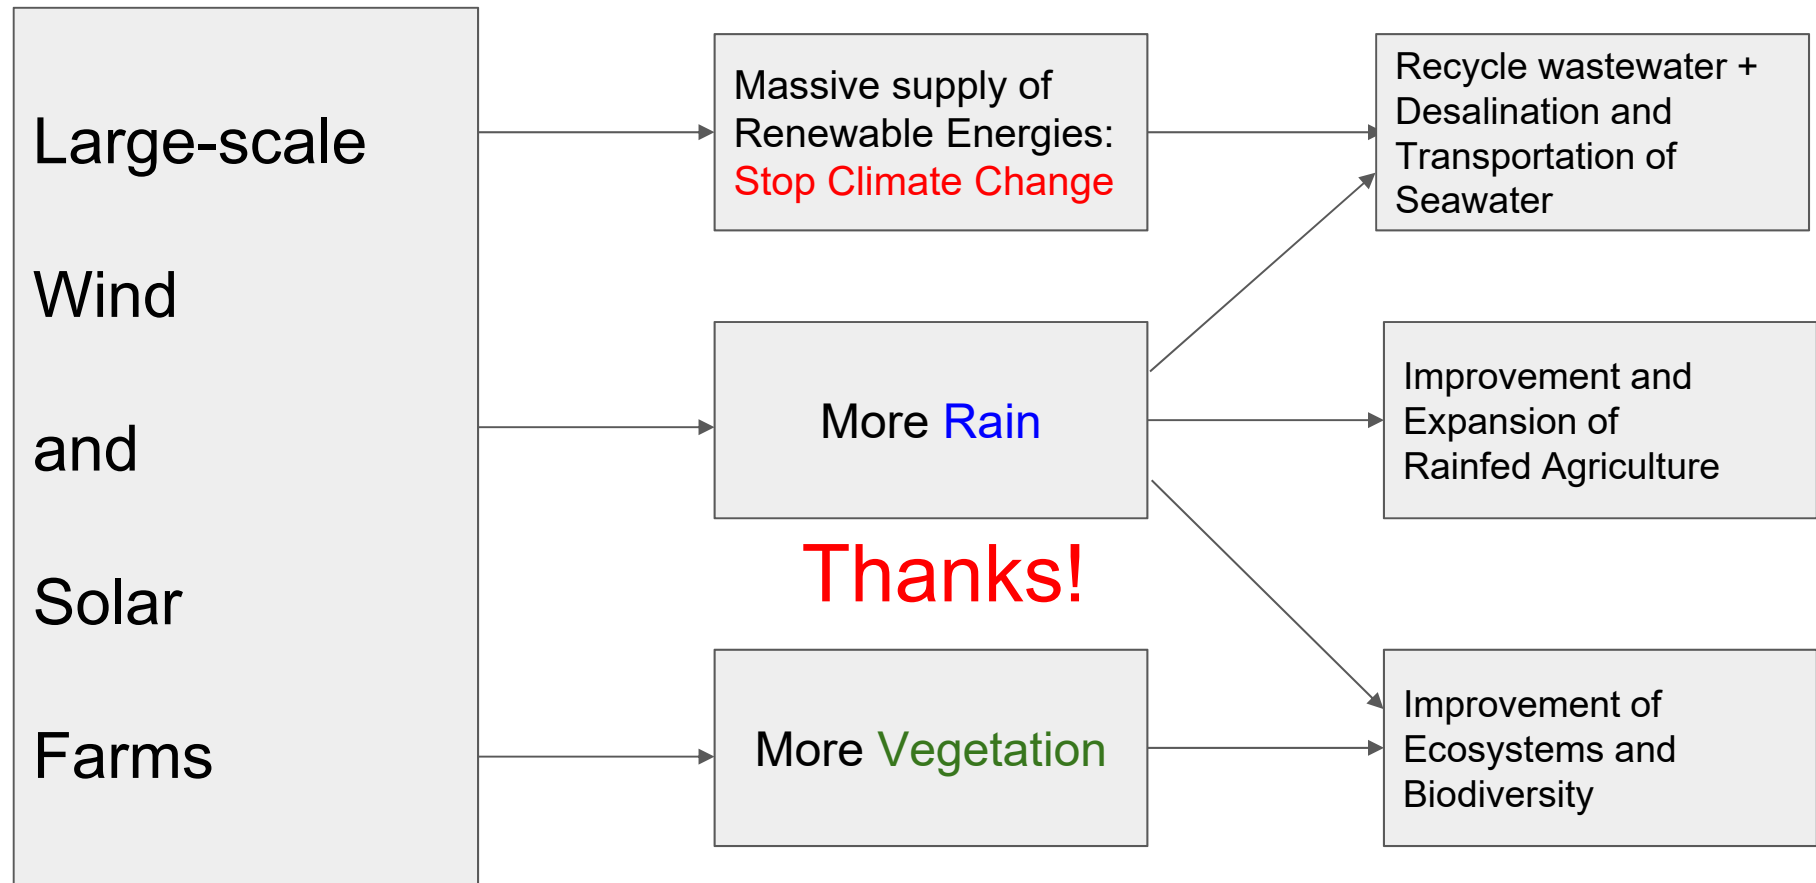 Large-scale
Wind
and
Solar
Farms
Massive supply of
Renewable Energies:
Stop Climate Change
More Rain
Thanks!
More Vegetation
Recycle wastewater +
Desalination and
Transportation of
Seawater
Improvement and
Expansion of
Rainfed Agriculture
Improvement of
Ecosystems and
Biodiversity